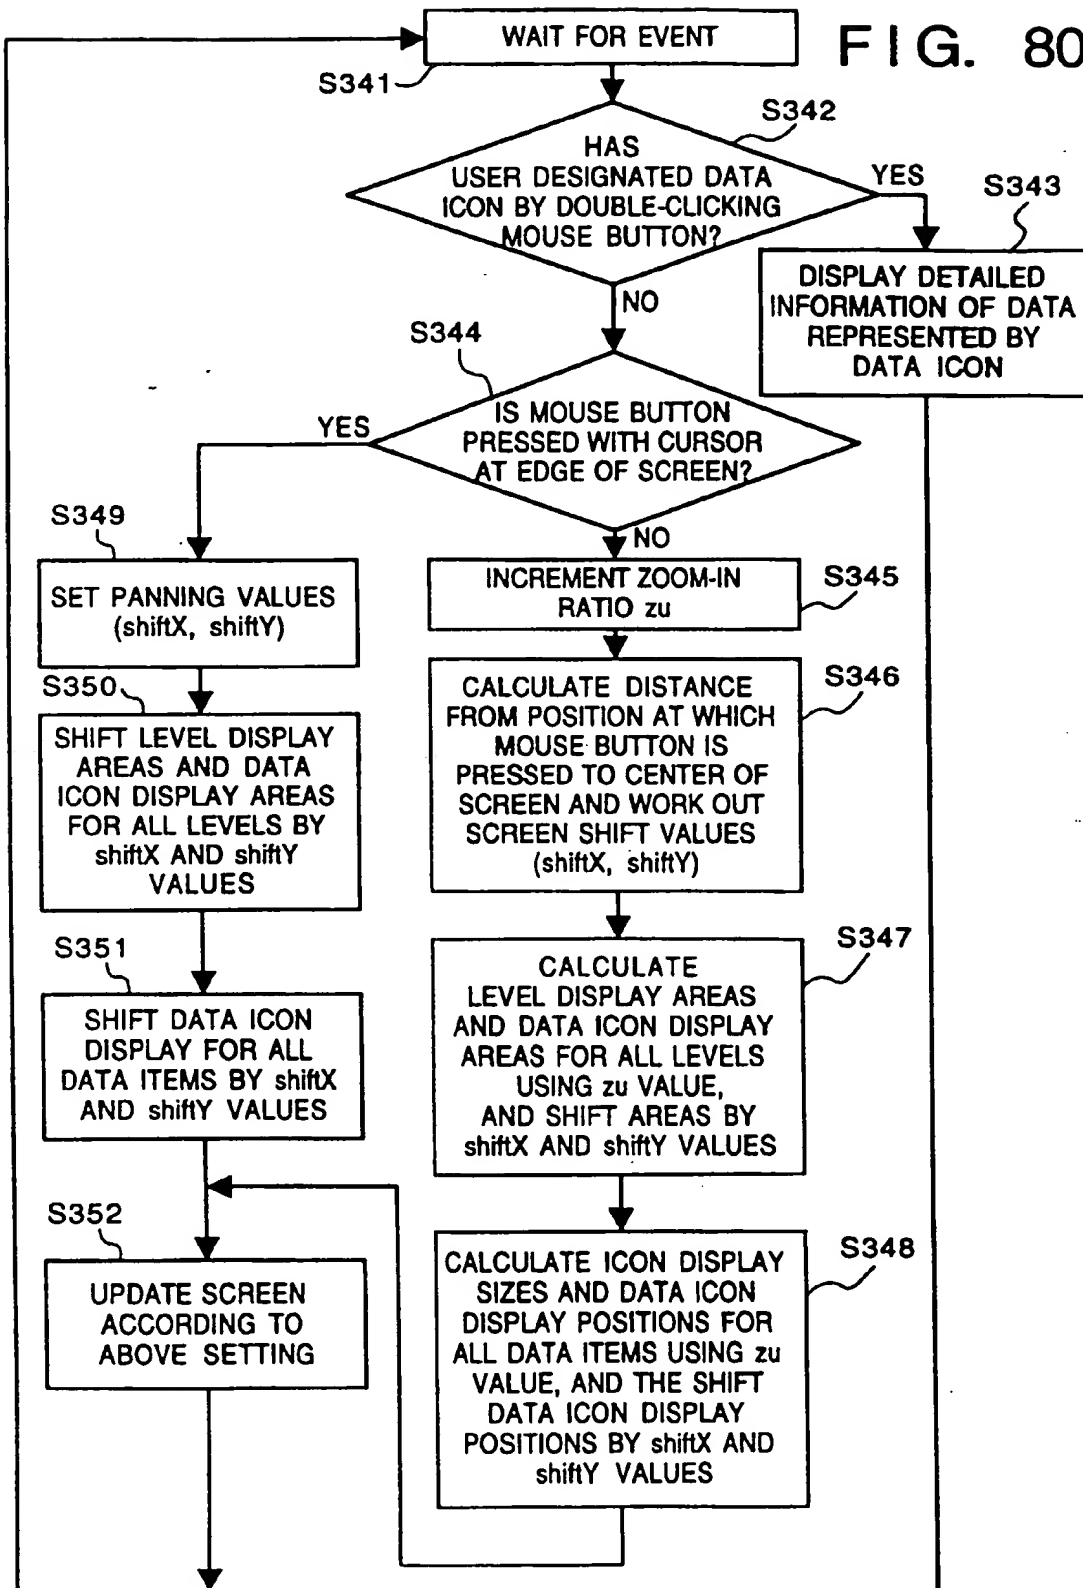 FIG. 80
WAIT FOR EVENT
S341
S342
HAS
USER DESIGNATED DATA
ICON BY DOUBLE-CLICKING
MOUSE BUTTON?
YES
S343
DISPLAY DETAILED
INFORMATION OF DATA
REPRESENTED BY
DATA ICON
NO
S344
IS MOUSE BUTTON
PRESSED WITH CURSOR
AT EDGE OF SCREEN?
YES
NO
S349
SET PANNING VALUES
(shiftX, shiftY)
S345
INCREMENT ZOOM-IN
RATIO zu
S350
SHIFT LEVEL DISPLAY
AREAS AND DATA
ICON DISPLAY AREAS
FOR ALL LEVELS BY
shiftX AND shiftY
VALUES
S346
CALCULATE DISTANCE
FROM POSITION AT WHICH
MOUSE BUTTON IS
PRESSED TO CENTER OF
SCREEN AND WORK OUT
SCREEN SHIFT VALUES
(shiftX, shiftY)
S351
SHIFT DATA ICON
DISPLAY FOR ALL
DATA ITEMS BY shiftX
AND shiftY VALUES
S347
CALCULATE
LEVEL DISPLAY AREAS
AND DATA ICON DISPLAY
AREAS FOR ALL LEVELS
USING zu VALUE,
AND SHIFT AREAS BY
shiftX AND shiftY VALUES
S352
UPDATE SCREEN
ACCORDING TO
ABOVE SETTING
S348
CALCULATE ICON DISPLAY
SIZES AND DATA ICON
DISPLAY POSITIONS FOR
ALL DATA ITEMS USING zu
VALUE, AND THE SHIFT
DATA ICON DISPLAY
POSITIONS BY shiftX AND
shiftY VALUES